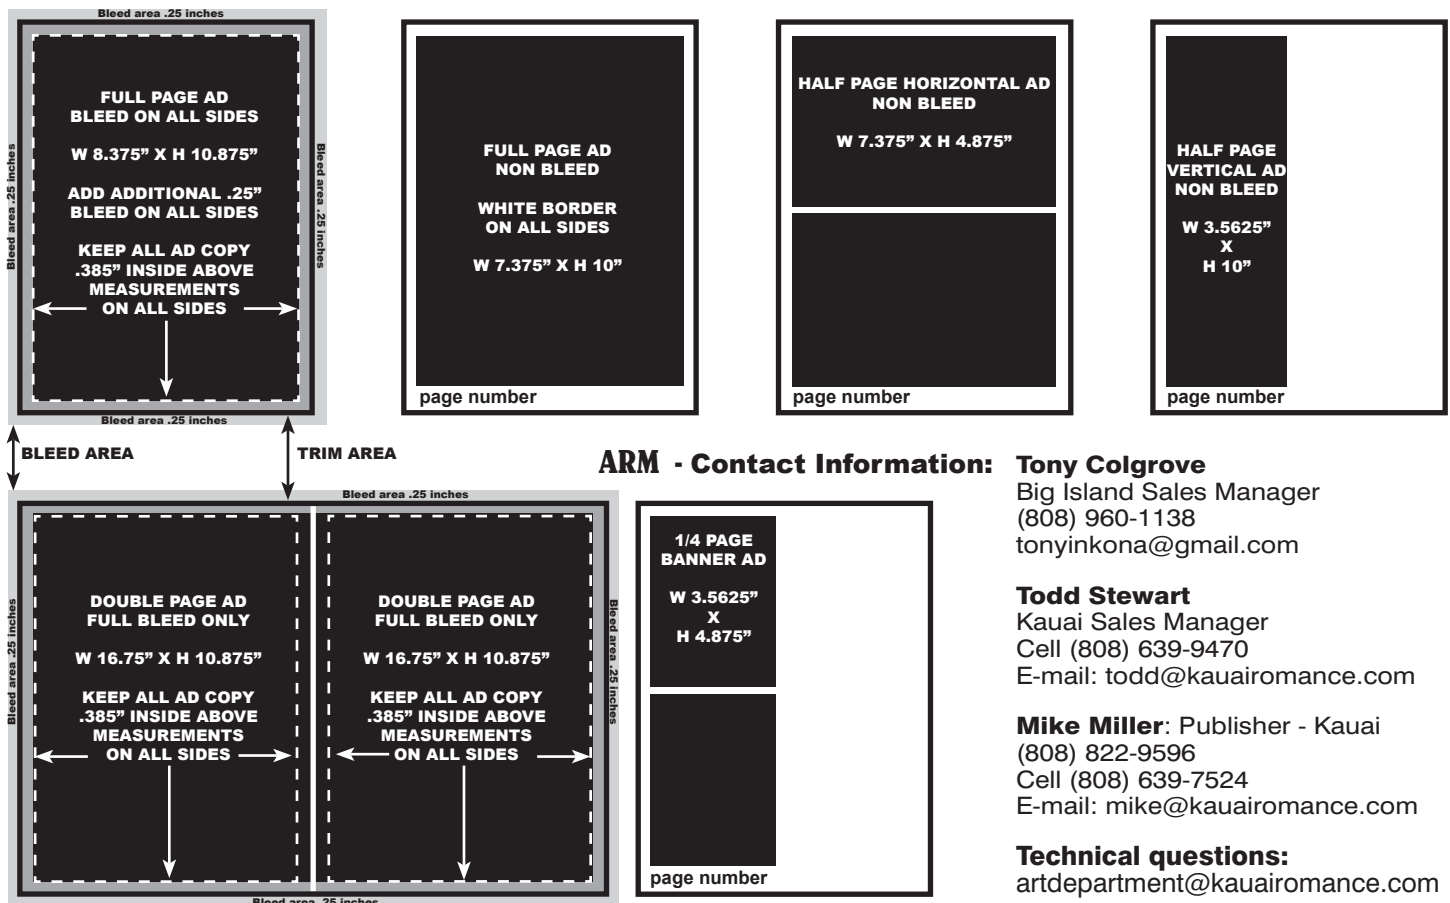 Bleed area .25 inches
Bleed area .25 inches
FULL PAGE AD
BLEED ON ALL SIDES
W 8.375” X H 10.875”
ADD ADDITIONAL .25”
BLEED ON ALL SIDES
KEEP ALL AD COPY
.385” INSIDE ABOVE
MEASUREMENTS
ON ALL SIDES
Bleed area .25 inches
Bleed area .25 inches
FULL PAGE AD
NON BLEED
WHITE BORDER
ON ALL SIDES
W 7.375” X H 10”
page number
HALF PAGE HORIZONTAL AD
NON BLEED
W 7.375” X H 4.875”
page number
HALF PAGE
VERTICAL AD
NON BLEED
W 3.5625”
X
H 10”
page number
BLEED AREA
TRIM AREA
Bleed area .25 inches
Bleed area .25 inches
DOUBLE PAGE AD
FULL BLEED ONLY
W 16.75” X H 10.875”
KEEP ALL AD COPY
.385” INSIDE ABOVE
MEASUREMENTS
ON ALL SIDES
DOUBLE PAGE AD
FULL BLEED ONLY
W 16.75” X H 10.875”
KEEP ALL AD COPY
.385” INSIDE ABOVE
MEASUREMENTS
ON ALL SIDES
Bleed area .25 inches
Bleed area .25 inches
1/4 PAGE
BANNER AD
W 3.5625”
X
H 4.875”
page number
ARM - Contact Information:
Tony Colgrove
Big Island Sales Manager
(808) 960-1138
tonyinkona@gmail.com
Todd Stewart
Kauai Sales Manager
Cell (808) 639-9470
E-mail: todd@kauairomance.com
Mike Miller: Publisher - Kauai
(808) 822-9596
Cell (808) 639-7524
E-mail: mike@kauairomance.com
Technical questions:
artdepartment@kauairomance.com